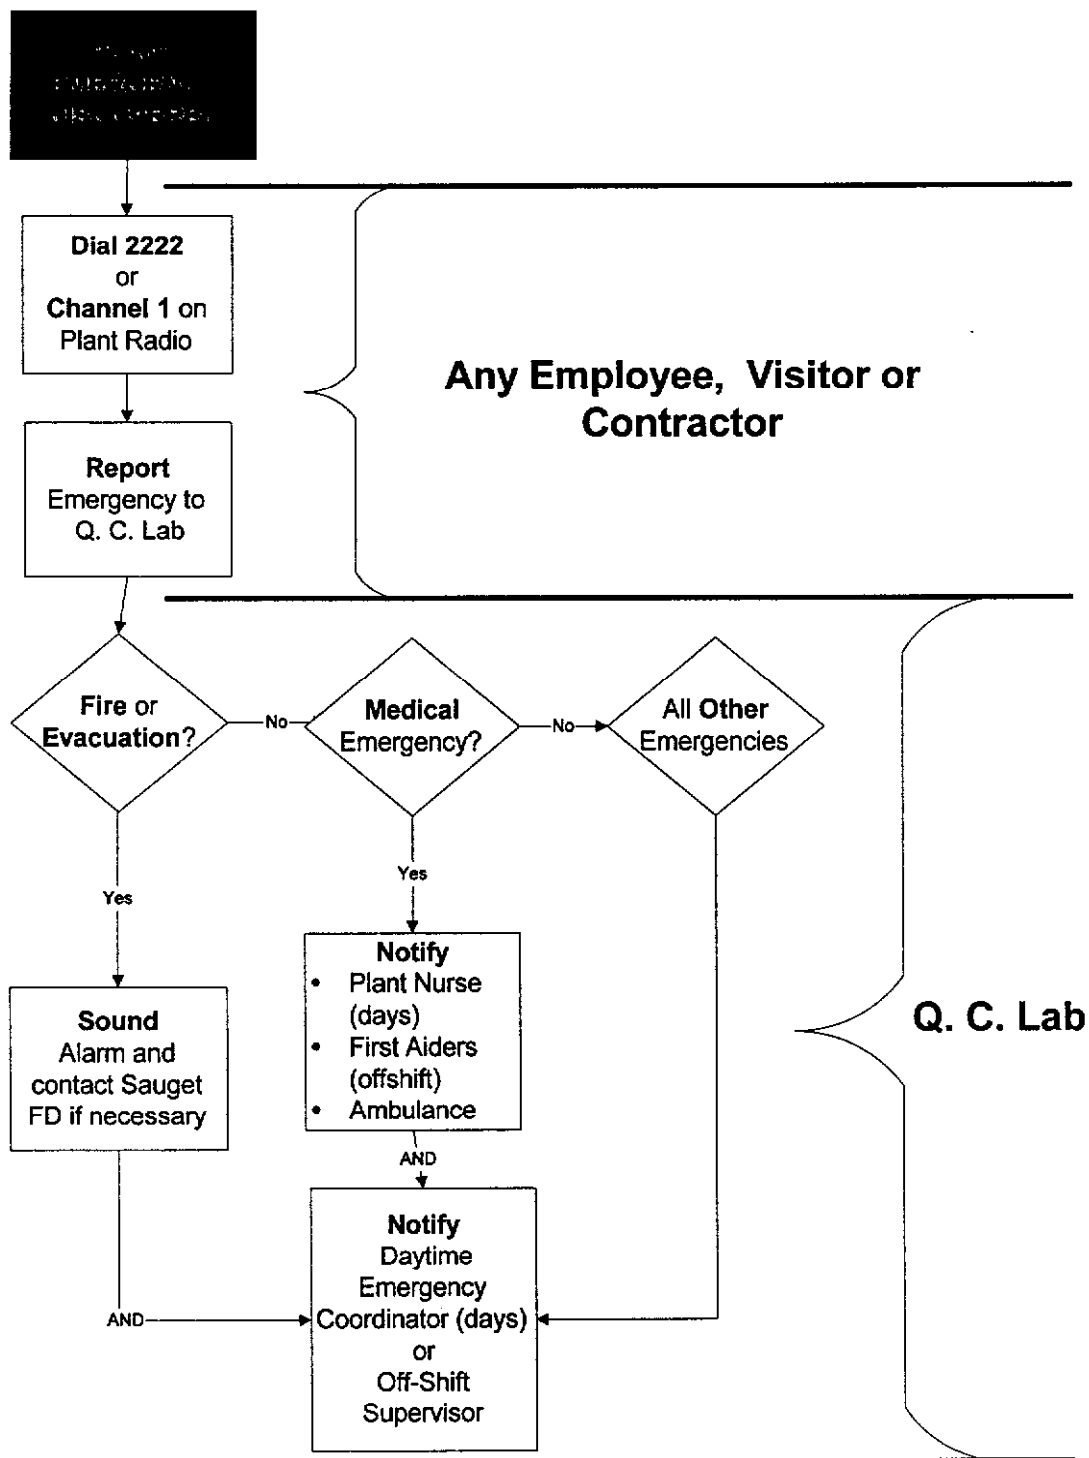 Dial 2222
or
Channel 1 on
Plant Radio
Any Employee, Visitor or
Contractor
Report
Emergency to
Q. C. Lab
Fire or
Evacuation?
No
Medical
Emergency?
No
All Other
Emergencies
Yes
Yes
Notify
• Plant Nurse
(days)
• First Aiders
(offshift)
• Ambulance
Sound
Alarm and
contact Sauget
FD if necessary
Q. C. Lab
AND
Notify
Daytime
Emergency
Coordinator (days)
or
Off-Shift
Supervisor
AND